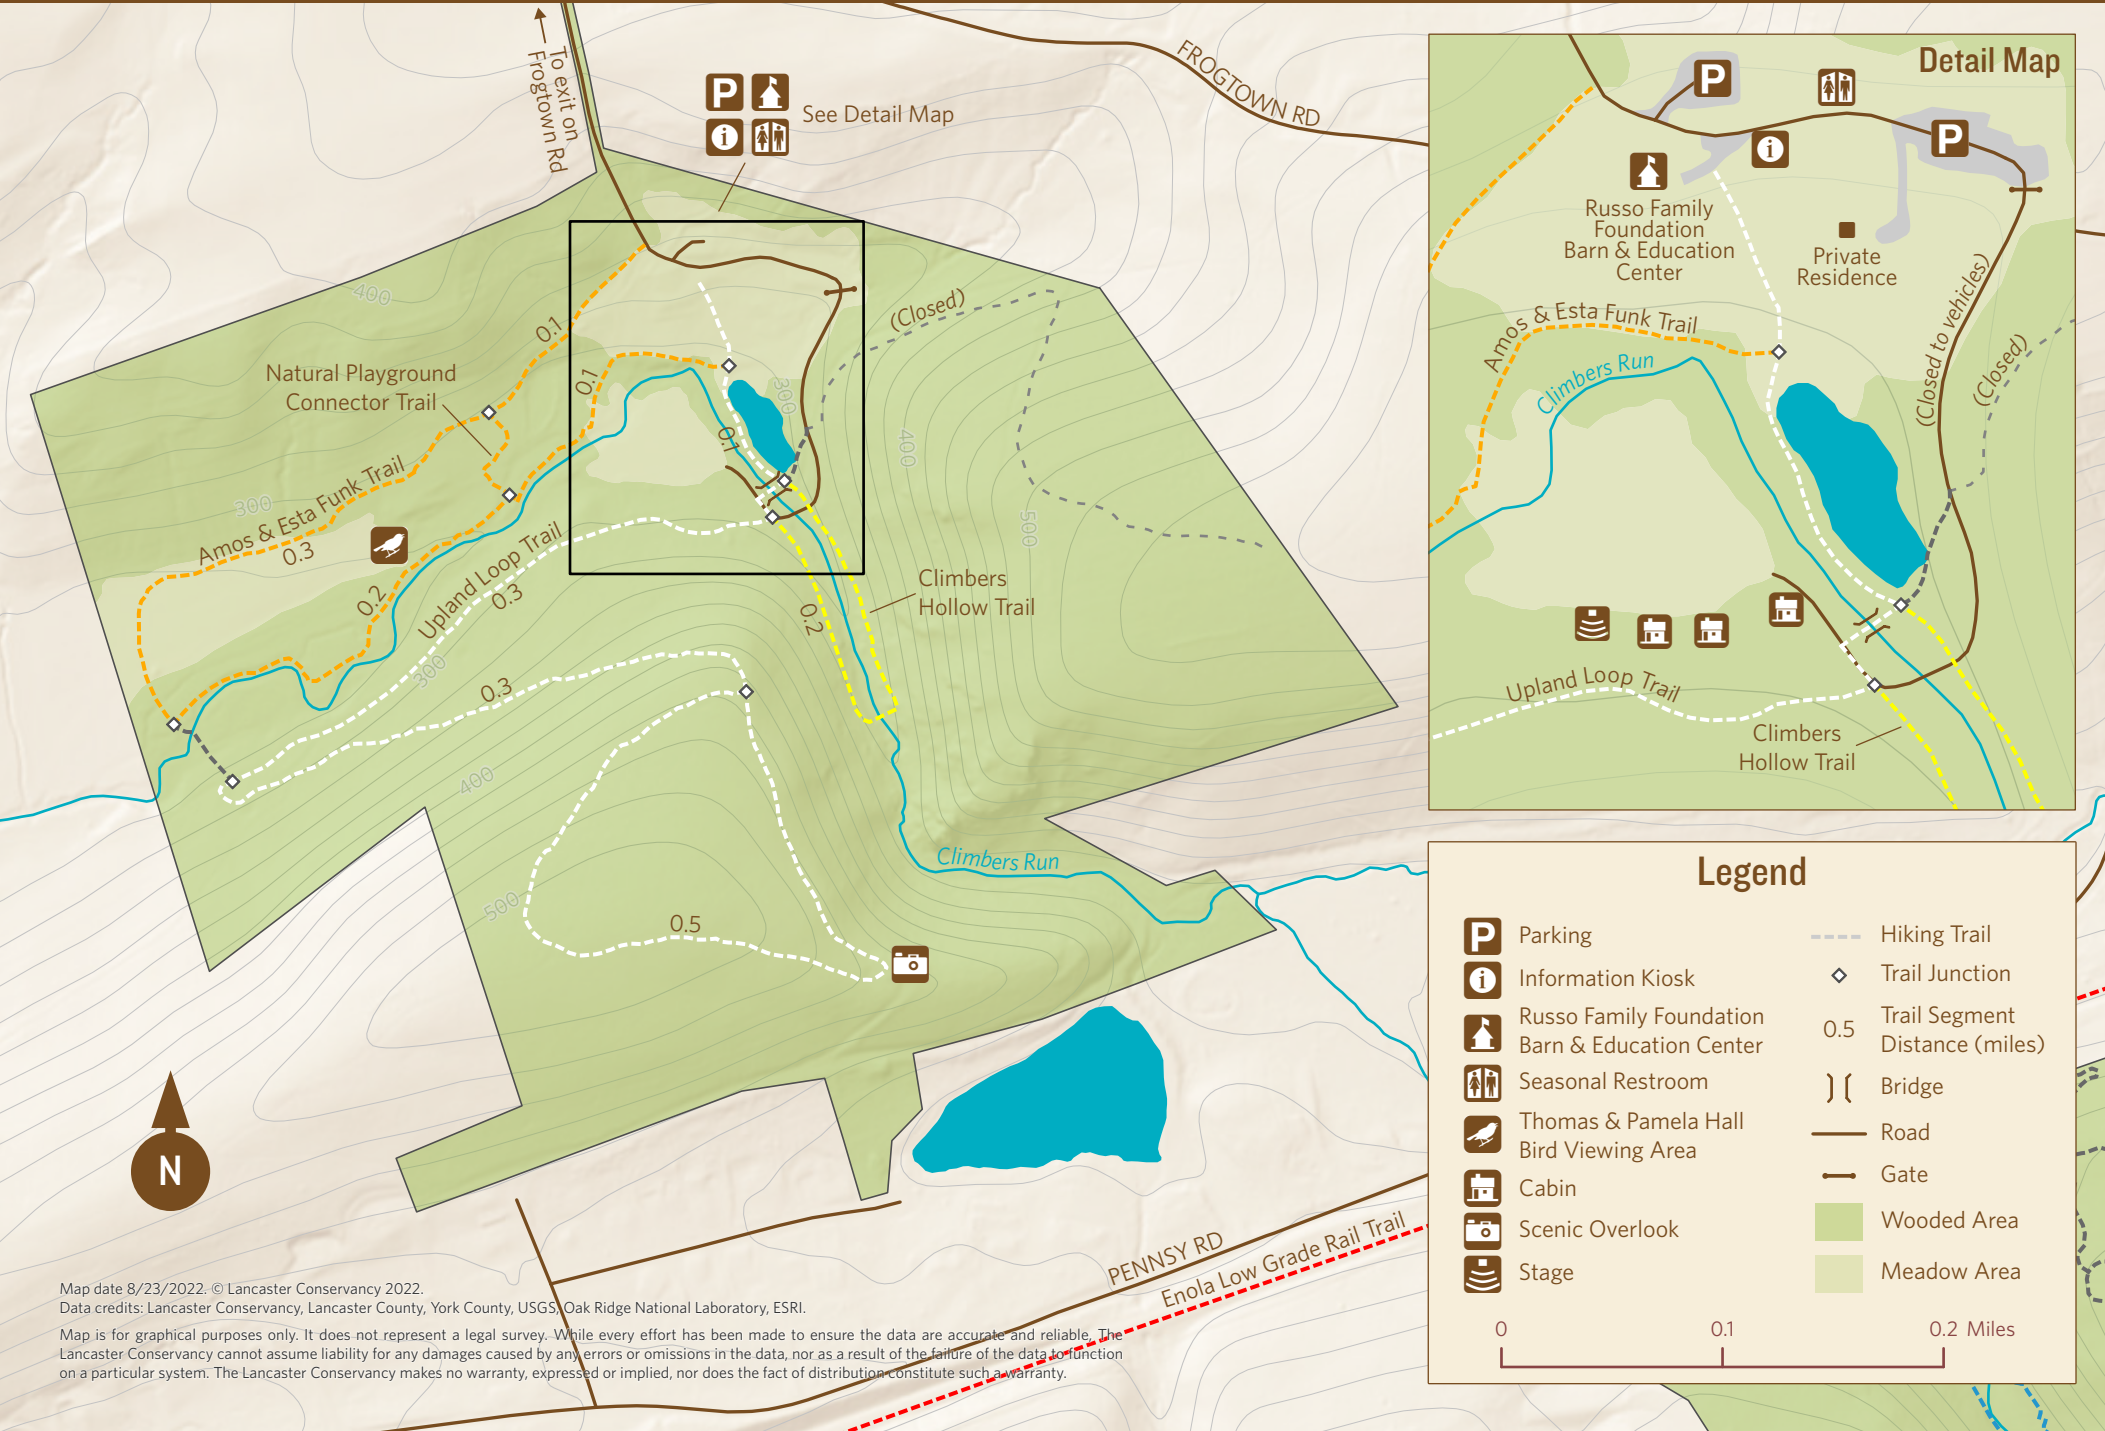 To exit on
Frogtown Rd
P
i
See Detail Map
FROGTOWN RD
400
0.1
Natural Playground
Connector Trail
0.1
300
(Closed)
0.1
400
300
Amos & Esta Funk Trail
0.3
500
0.2
Upland Loop Trail
0.3
Climbers
Hollow Trail
0.2
300
0.3
400
500
0.5
Climbers Run
N
PENNSY RD
Enola Low Grade Rail Trail
Map date 8/23/2022. © Lancaster Conservancy 2022.
Data credits: Lancaster Conservancy, Lancaster County, York County, USGS, Oak Ridge National Laboratory, ESRI.
Map is for graphical purposes only. It does not represent a legal survey. While every effort has been made to ensure the data are accurate and reliable, The
Lancaster Conservancy cannot assume liability for any damages caused by any errors or omissions in the data, nor as a result of the failure of the data to function
on a particular system. The Lancaster Conservancy makes no warranty, expressed or implied, nor does the fact of distribution constitute such a warranty.
Detail Map
P
P
i
Russo Family
Foundation
Barn & Education
Center
Private
Residence
Amos & Esta Funk Trail
Climbers Run
(Closed to vehicles)
(Closed)
Upland Loop Trail
Climbers
Hollow Trail
Legend
P Parking
i Information Kiosk
Russo Family Foundation
Barn & Education Center
Seasonal Restroom
Thomas & Pamela Hall
Bird Viewing Area
Cabin
Scenic Overlook
Stage
Hiking Trail
Trail Junction
0.5 Trail Segment
Distance (miles)
Bridge
Road
Gate
Wooded Area
Meadow Area
0 0.1 0.2 Miles